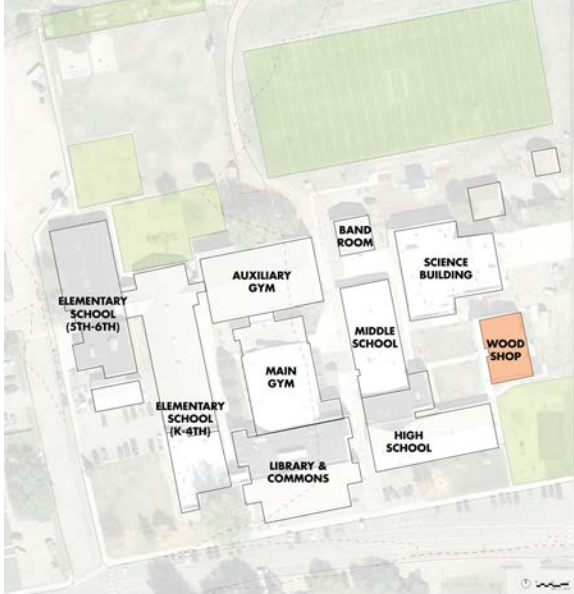 BAND
ROOM
SCIENCE
BUILDING
AUXILIARY
GYM
ELEMENTARY
SCHOOL
(5TH-6TH)
MIDDLE
SCHOOL
WOOD
SHOP
MAIN
GYM
ELEMENTARY
SCHOOL
(K-4TH)
HIGH
SCHOOL
LIBRARY &
COMMONS